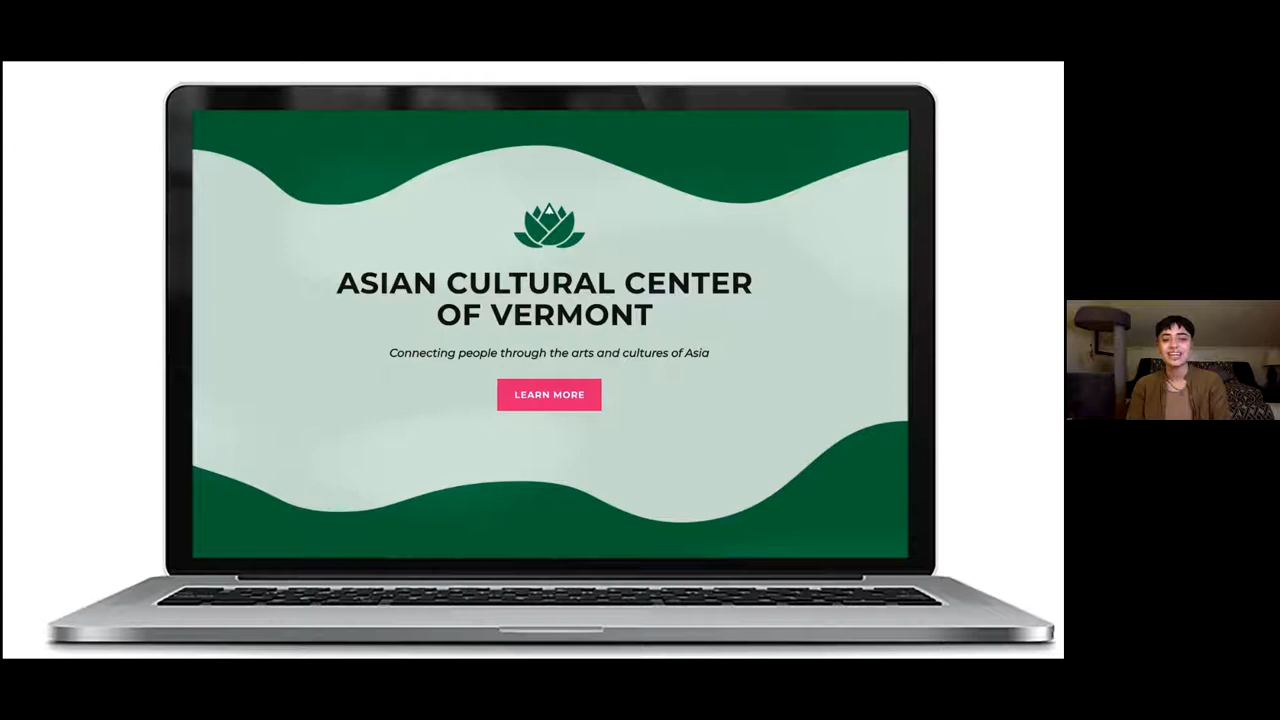 ASIAN CULTURAL CENTER
OF VERMONT
Connecting people through the arts and cultures of Asia
LEARN MORE